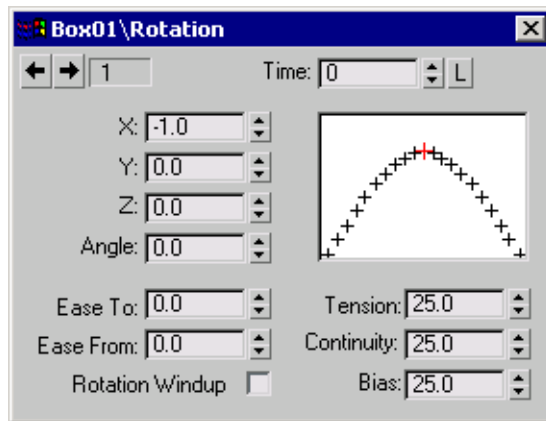 Box01\Rotation
1 Time: 0 L
X: -1.0
Y: 0.0
Z: 0.0
Angle: 0.0
Ease To: 0.0 Tension: 25.0
Ease From: 0.0 Continuity: 25.0
Rotation Windup Bias: 25.0